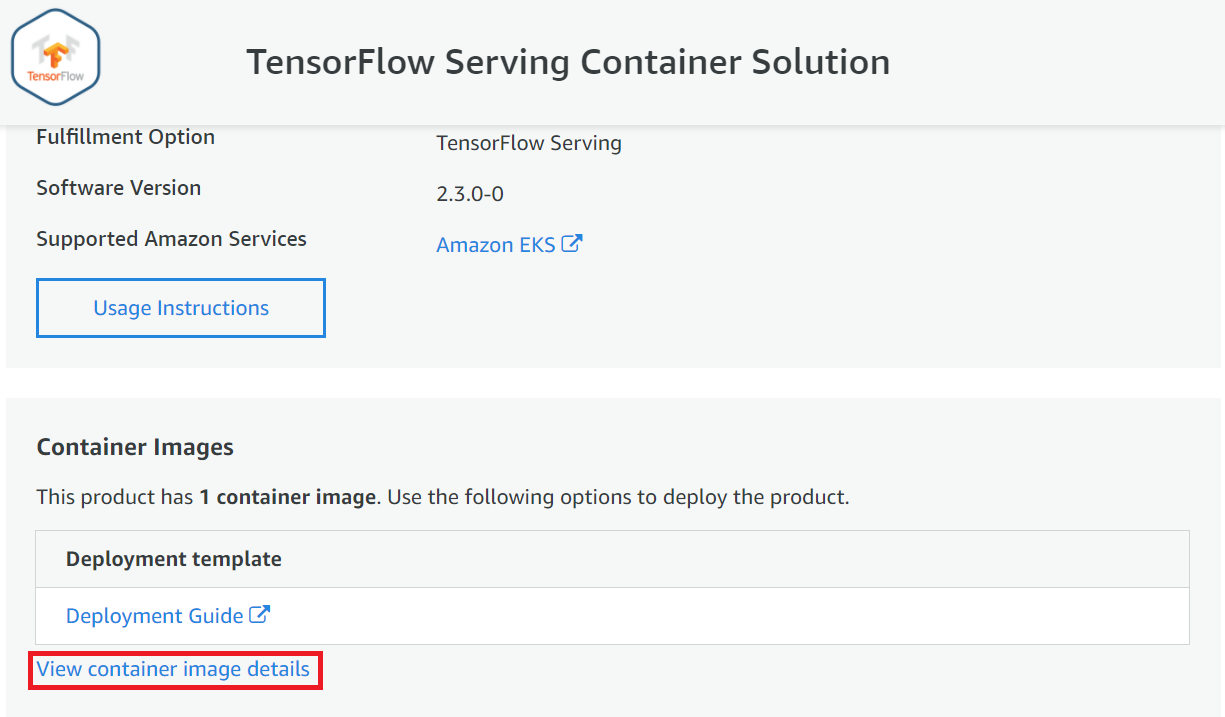 TensorFlow
TensorFlow Serving Container Solution
Fulfillment Option
TensorFlow Serving
Software Version
2.3.0-0
Supported Amazon Services
Amazon EKS
Usage Instructions
Container Images
This product has 1 container image. Use the following options to deploy the product.
Deployment template
Deployment Guide
View container image details